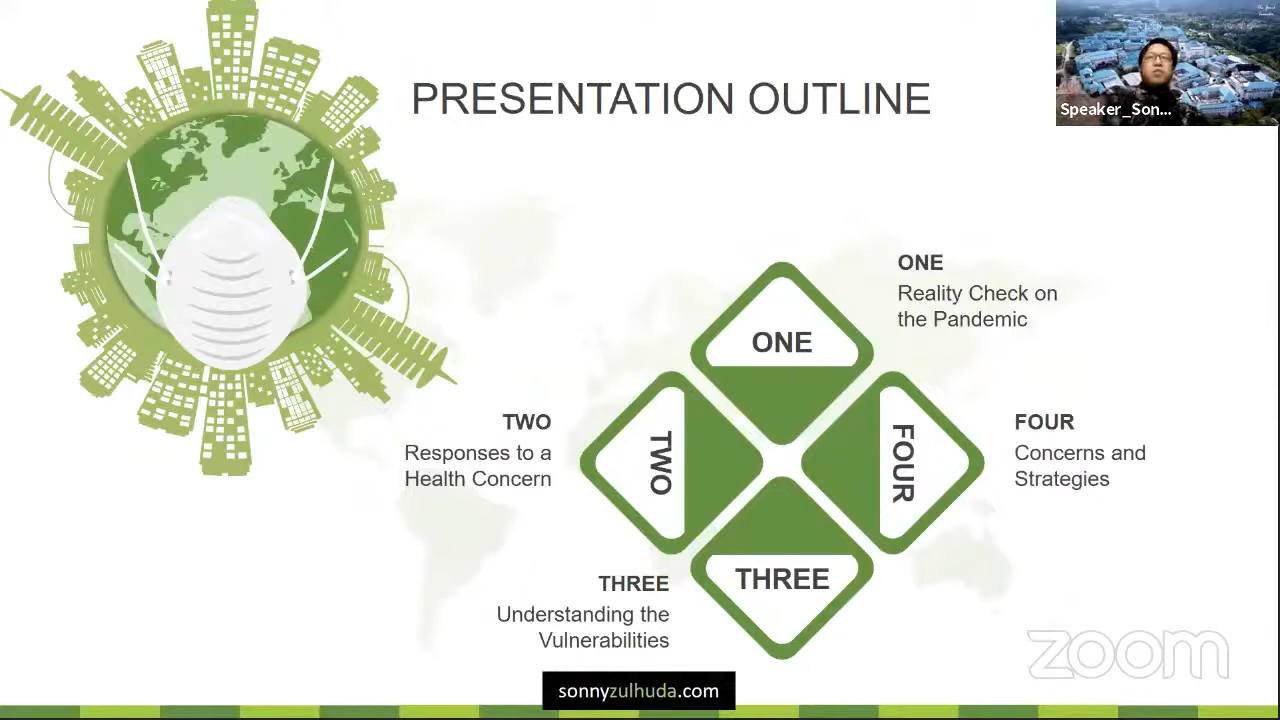 PRESENTATION OUTLINE
Speaker_Son...
ONE
Reality Check on
the Pandemic
ONE
TWO
Responses to a
Health Concern
TWO
FOUR
FOUR
Concerns and
Strategies
THREE
THREE
Understanding the
Vulnerabilities
zoom
sonnyzulhuda.com